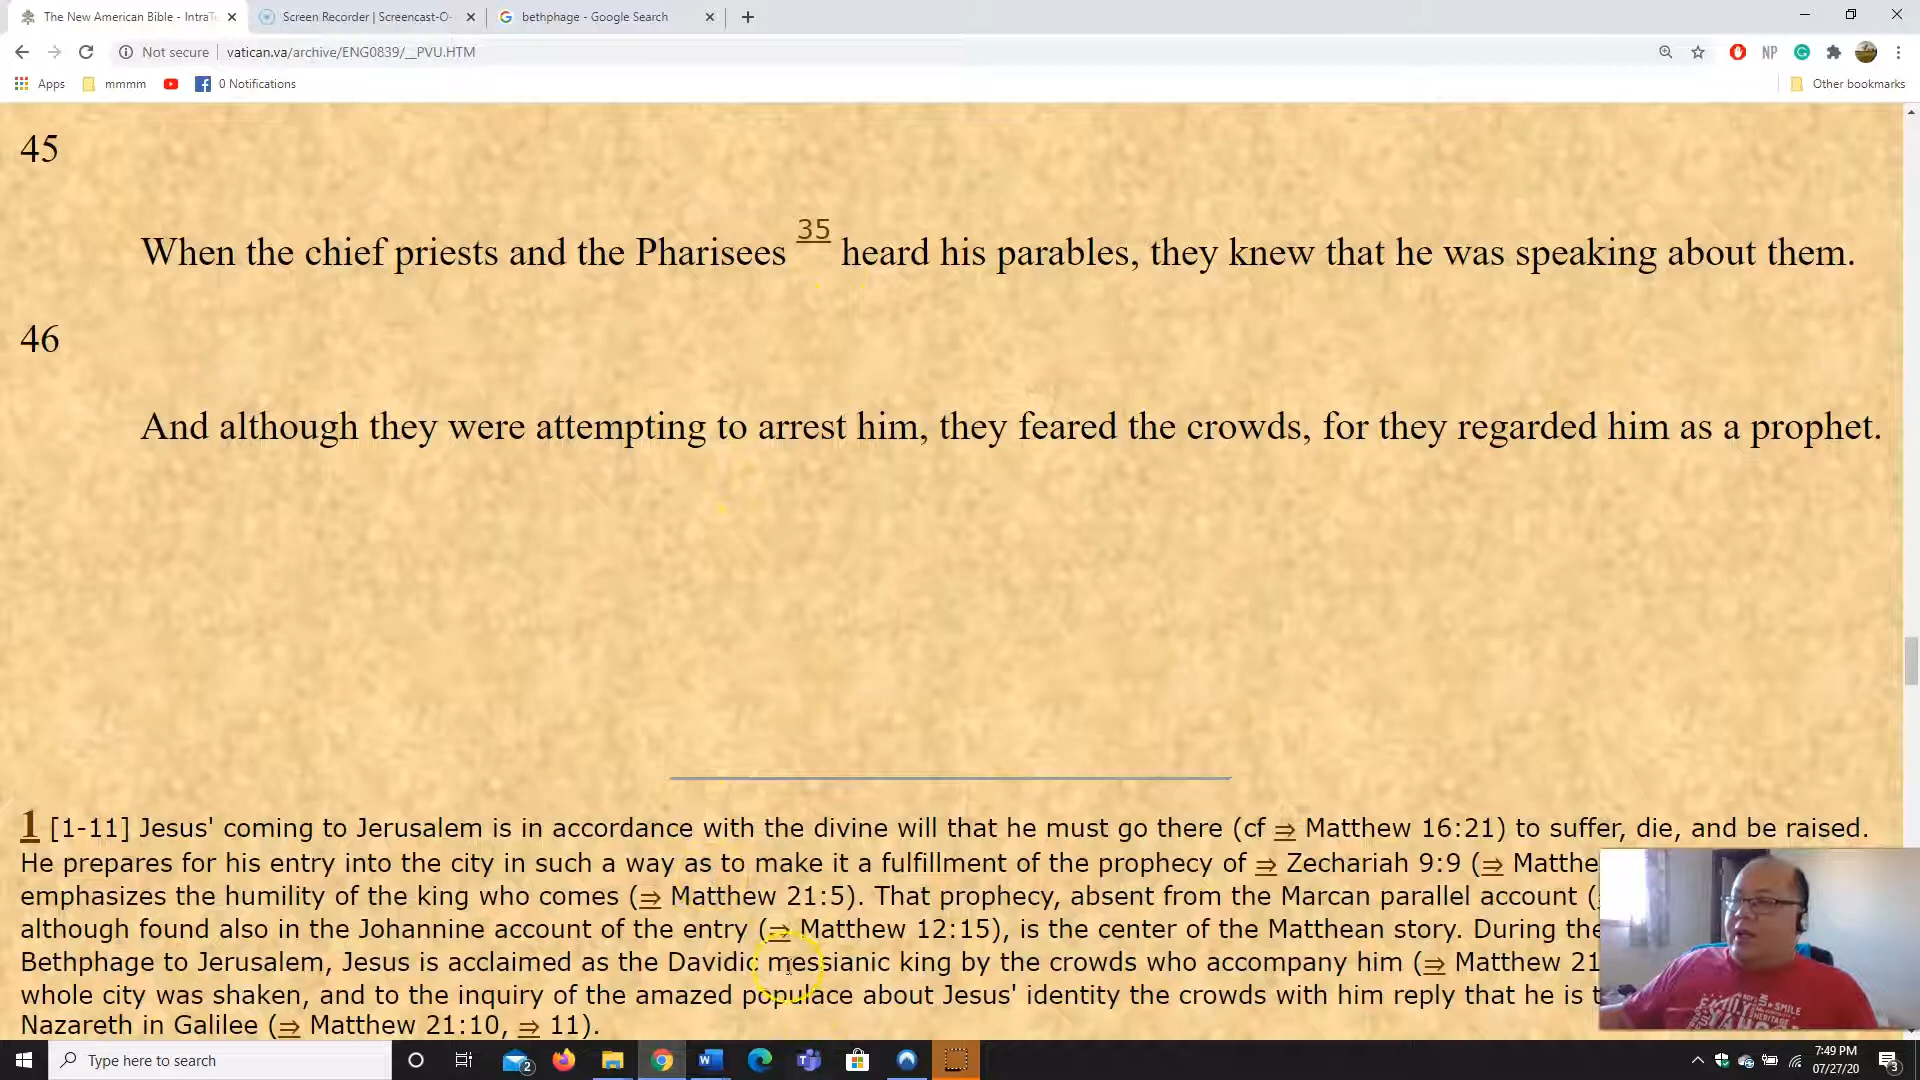 The New American Bible - IntraT
Screen Recorder | Screencast-O-
bethphage - Google Search
Not secure
vatican.va/archive/ENG0839/__PVU.HTM
NP
Apps
mmmm
0 Notifications
Other bookmarks
45
When the chief priests and the Pharisees 35 heard his parables, they knew that he was speaking about them.
46
And although they were attempting to arrest him, they feared the crowds, for they regarded him as a prophet.
1 [1-11] Jesus' coming to Jerusalem is in accordance with the divine will that he must go there (cf ⇒ Matthew 16:21) to suffer, die, and be raised.
He prepares for his entry into the city in such a way as to make it a fulfillment of the prophecy of ⇒ Zechariah 9:9 (⇒ Matthe
emphasizes the humility of the king who comes (⇒ Matthew 21:5). That prophecy, absent from the Marcan parallel account (
although found also in the Johannine account of the entry (⇒ Matthew 12:15), is the center of the Matthean story. During the
Bethphage to Jerusalem, Jesus is acclaimed as the Davidic messianic king by the crowds who accompany him (⇒ Matthew 21
whole city was shaken, and to the inquiry of the amazed populace about Jesus' identity the crowds with him reply that he is t
Nazareth in Galilee (⇒ Matthew 21:10, ⇒ 11).
SMILE
HERITAGE
Type here to search
2
7:49 PM
07/27/20
3